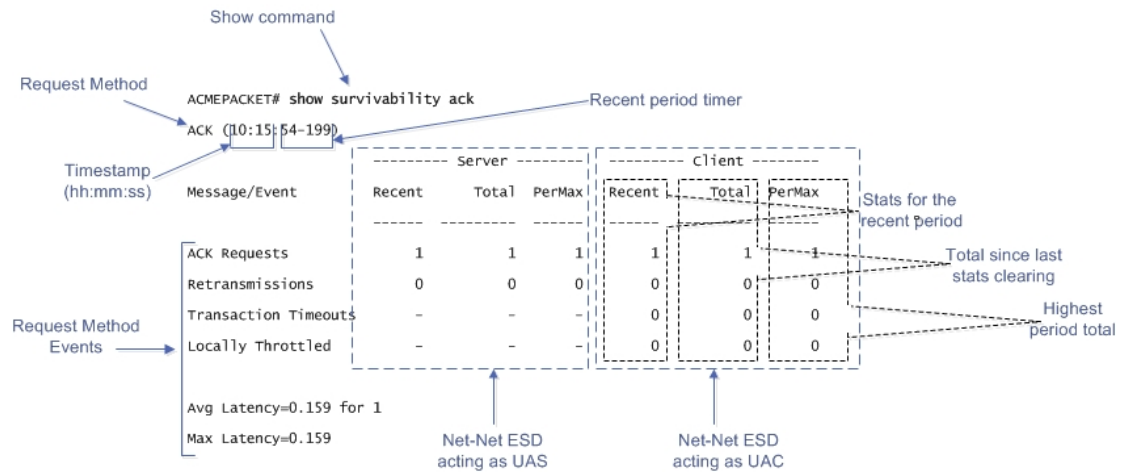 Show command
Request Method
ACMEPACKET# show survivability ack
Recent period timer
ACK (10:15:54-199)
Timestamp
(hh:mm:ss)
--------- Server --------- -------- Client --------
Message/Event Recent Total PerMax Recent Total PerMax
Stats for the
recent period
ACK Requests 1 1 1 1 1 1
Total since last
stats clearing
Retransmissions 0 0 0 0 0 0
Transaction Timeouts - - - 0 0 0
Highest
period total
Request Method
Events
Locally Throttled - - - 0 0 0
Avg Latency=0.159 for 1
Max Latency=0.159
Net-Net ESD
acting as UAS
Net-Net ESD
acting as UAC